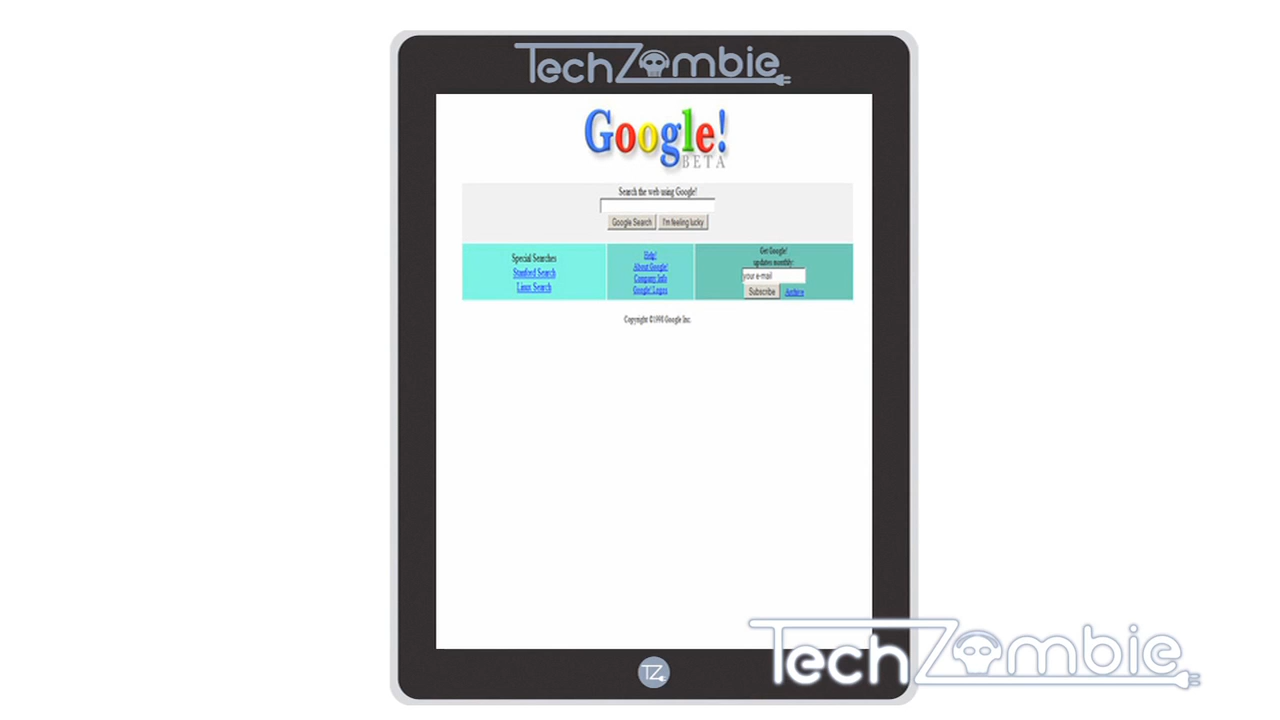 TechZombie
Google!
BETA
Search the web using Google!
Google Search I'm feeling lucky
Special Searches
Stanford Search
Linux Search
Help!
About Google!
Company Info
Google! Logos
Get Google!
updates monthly:
your e-mail
Subscribe Archive
Copyright ©1998 Google Inc.
TZ
TechZombie